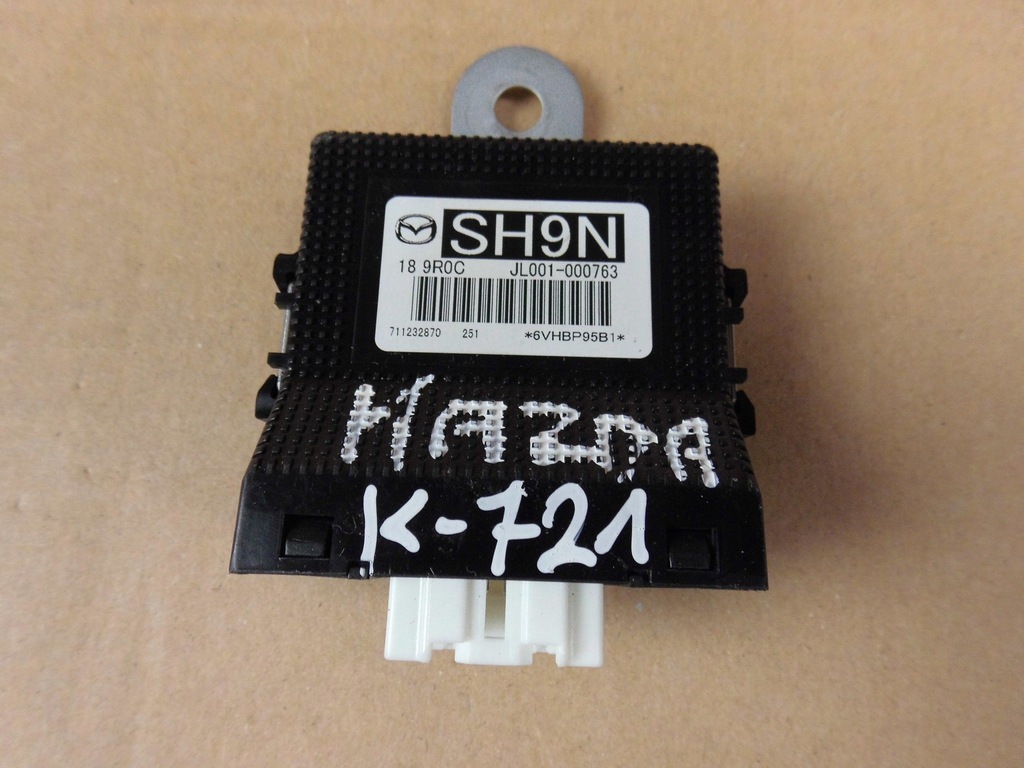 SH9N
18 9R0C JL001-000763
711232870 251 *6VHBP95B1*
MAZDA
K-721